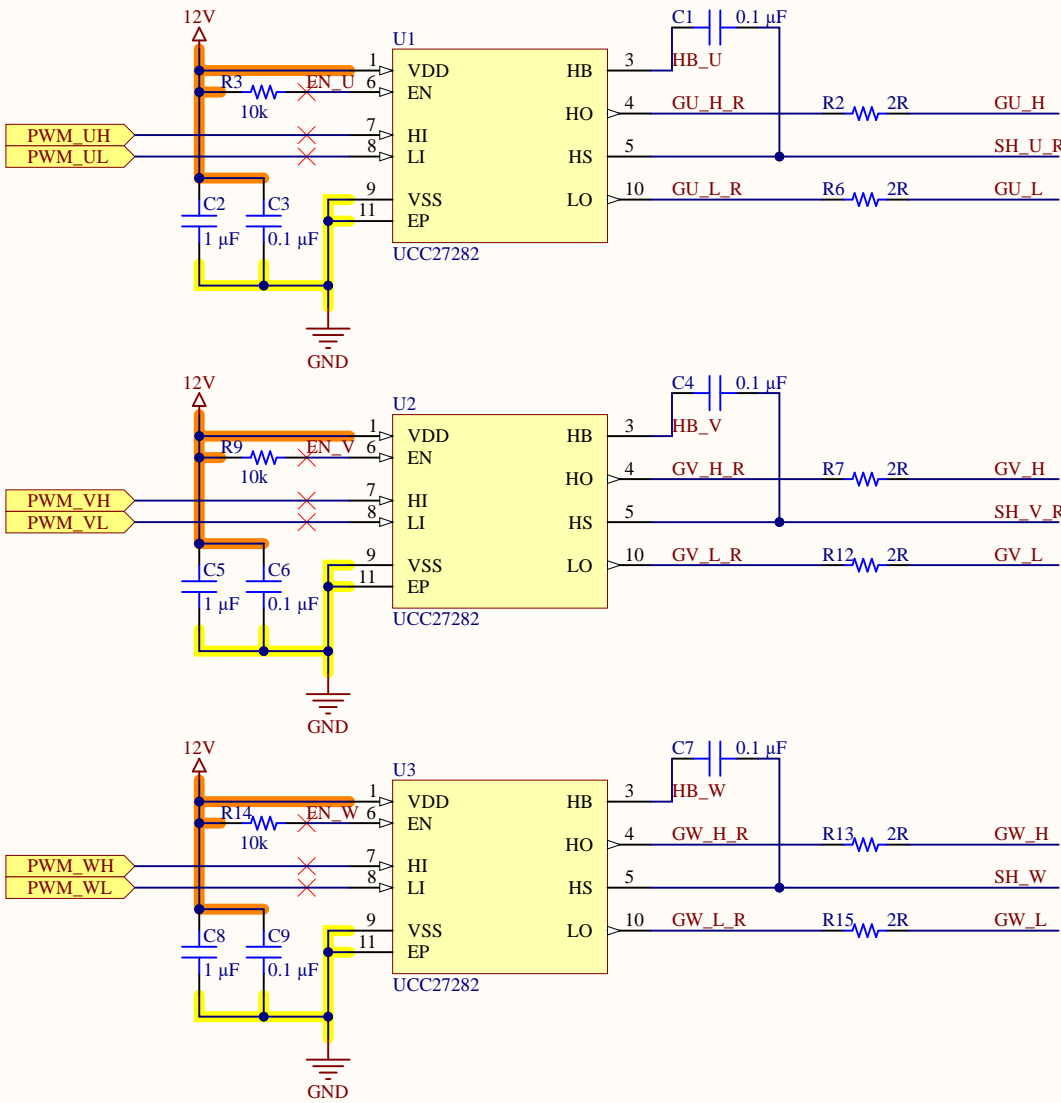 12V
C1 0.1 µF
U1
HB_U
1 VDD HB 3
R3 EN_U 6 EN
10k
HO 4 GU_H_R R2 2R GU_H
PWM_UH 7 HI
PWM_UL 8 LI HS 5 SH_U_R
9 VSS LO 10 GU_L_R R6 2R GU_L
C2 C3 11 EP
1 µF 0.1 µF
UCC27282
GND
12V
C4 0.1 µF
U2
HB_V
1 VDD HB 3
R9 EN_V 6 EN
10k
HO 4 GV_H_R R7 2R GV_H
PWM_VH 7 HI
PWM_VL 8 LI HS 5 SH_V_R
9 VSS LO 10 GV_L_R R12 2R GV_L
C5 C6 11 EP
1 µF 0.1 µF
UCC27282
GND
12V
C7 0.1 µF
U3
HB_W
1 VDD HB 3
R14 EN_W 6 EN
10k
HO 4 GW_H_R R13 2R GW_H
PWM_WH 7 HI
PWM_WL 8 LI HS 5 SH_W
9 VSS LO 10 GW_L_R R15 2R GW_L
C8 C9 11 EP
1 µF 0.1 µF
UCC27282
GND